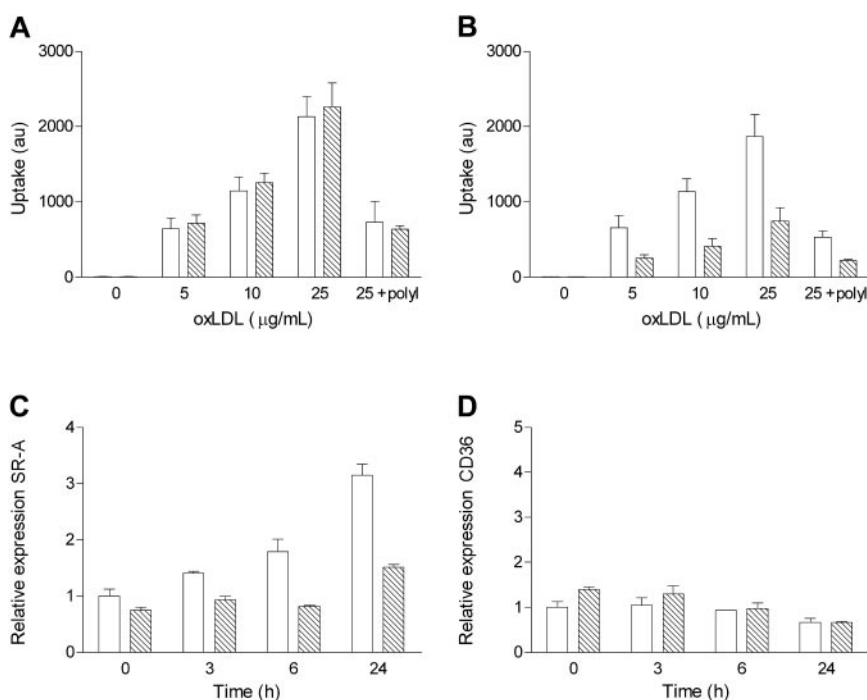 A
Uptake (au)
3000
2000
1000
0
0 5 10 25 25 +polyI
oxLDL ( μg/mL)
B
Uptake (au)
3000
2000
1000
0
0 5 10 25 25 +polyI
oxLDL ( μg/mL)
C
Relative expression SR-A
4
3
2
1
0
0 3 6 24
Time (h)
D
Relative expression CD36
5
4
3
2
1
0
0 3 6 24
Time (h)